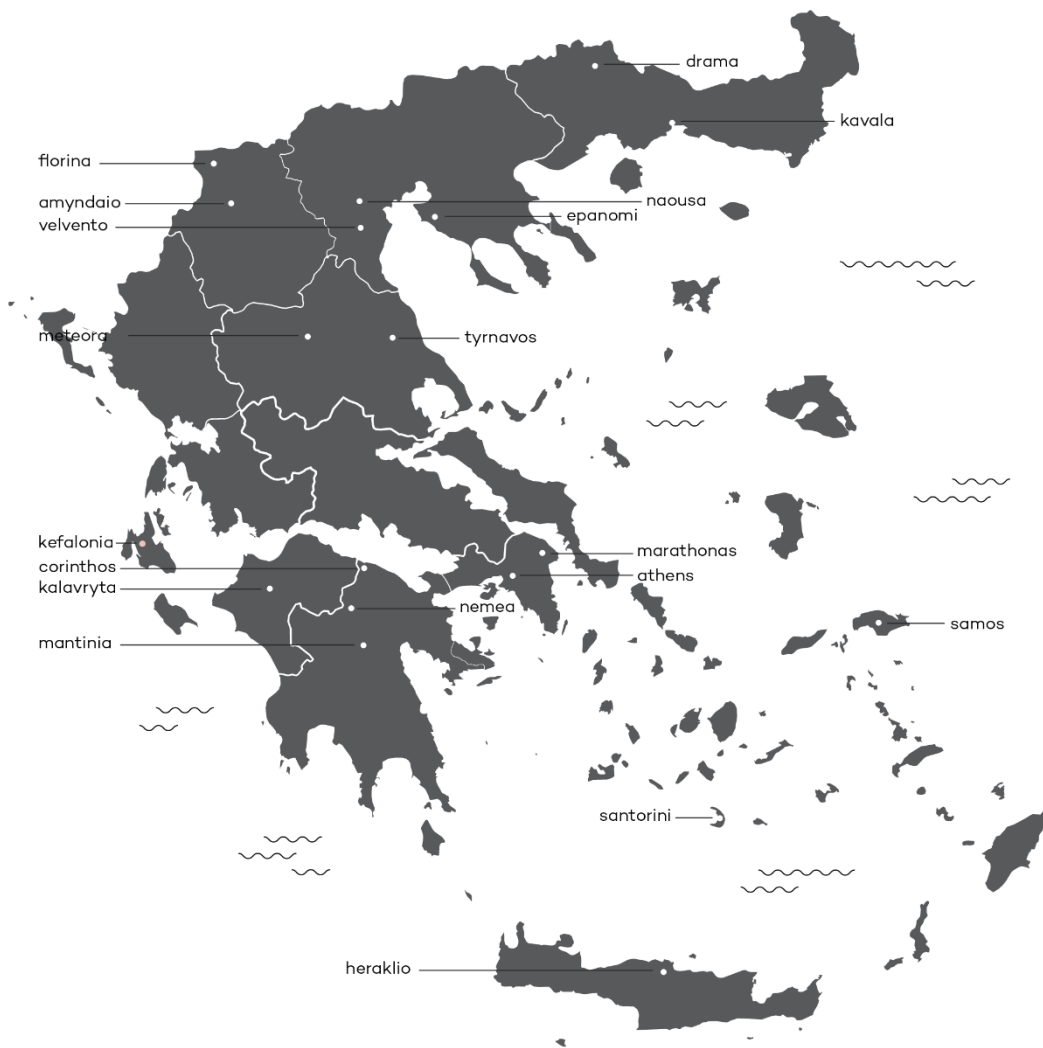 drama
kavala
florina
amyndaio
naousa
epanomi
velvento
meteora
tyrnavos
kefalonia
marathonas
corinthos
athens
kalavryta
nemea
samos
mantinia
santorini
heraklio